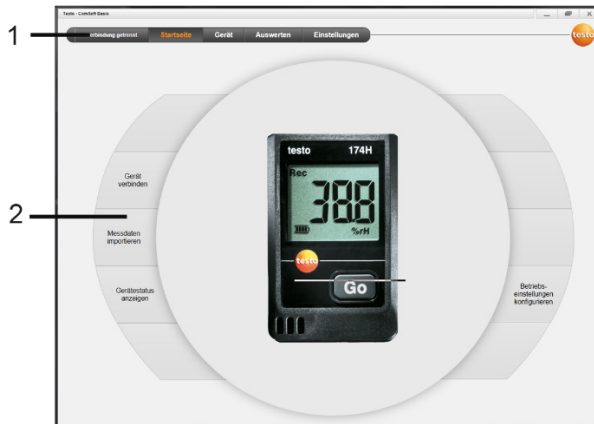 Testo - ComSoft Basic
1
Verbindung getrennt Startseite Gerät Auswerten Einstellungen
testo
testo 174H
Rec
38.8
%rH
testo
Go
Gerät
verbinden
2
Messdaten
importieren
Gerätestatus
anzeigen
Betriebs-
einstellungen
konfigurieren